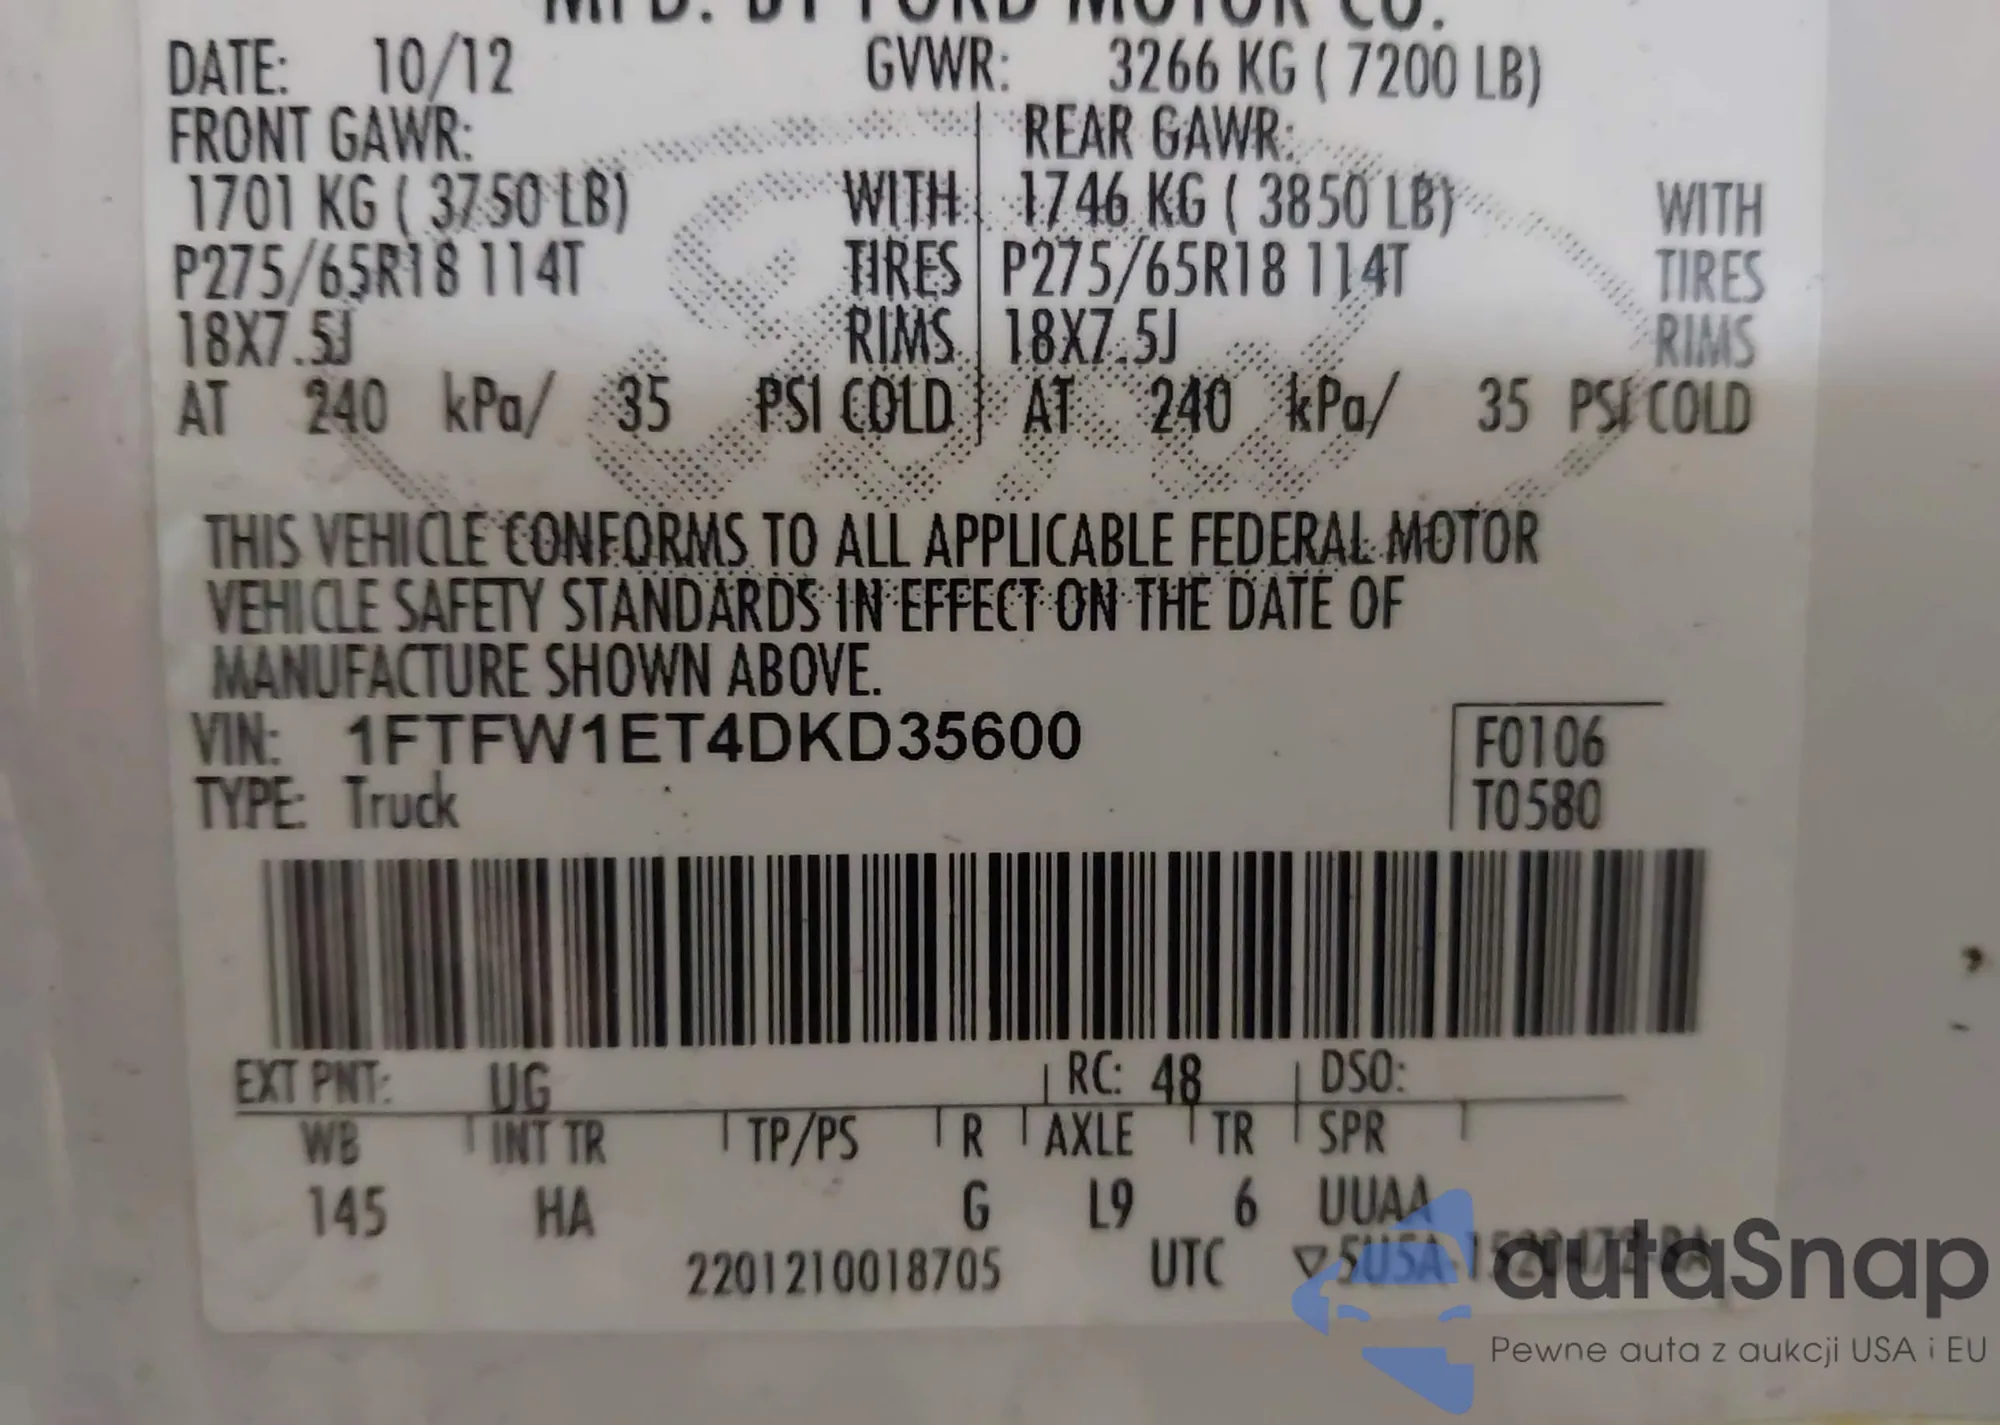 MFD. BY FORD MOTOR CO.
DATE: 10/12 GVWR: 3266 KG ( 7200 LB)
FRONT GAWR: REAR GAWR:
1701 KG ( 3750 LB) WITH 1746 KG ( 3850 LB) WITH
P275/65R18 114T TIRES P275/65R18 114T TIRES
18X7.5J RIMS 18X7.5J RIMS
AT 240 kPa/ 35 PSI COLD AT 240 kPa/ 35 PSI COLD
THIS VEHICLE CONFORMS TO ALL APPLICABLE FEDERAL MOTOR
VEHICLE SAFETY STANDARDS IN EFFECT ON THE DATE OF
MANUFACTURE SHOWN ABOVE.
VIN: 1FTFW1ET4DKD35600 F0106
TYPE: Truck T0580
EXT PNT: UG RC: 48 DSO:
WB INT TR TP/PS R AXLE TR SPR
145 HA G L9 6 UUAA
2201210018705 UTC
autaSnap
Pewne auta z aukcji USA i EU